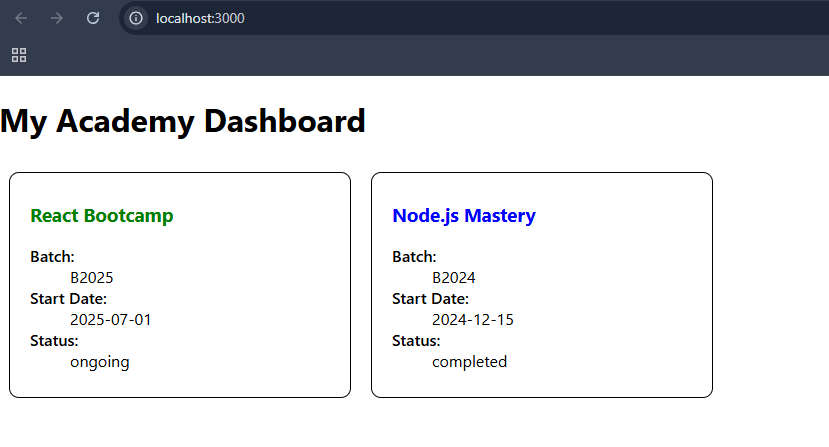 localhost:3000
My Academy Dashboard
React Bootcamp
Batch:
B2025
Start Date:
2025-07-01
Status:
ongoing
Node.js Mastery
Batch:
B2024
Start Date:
2024-12-15
Status:
completed